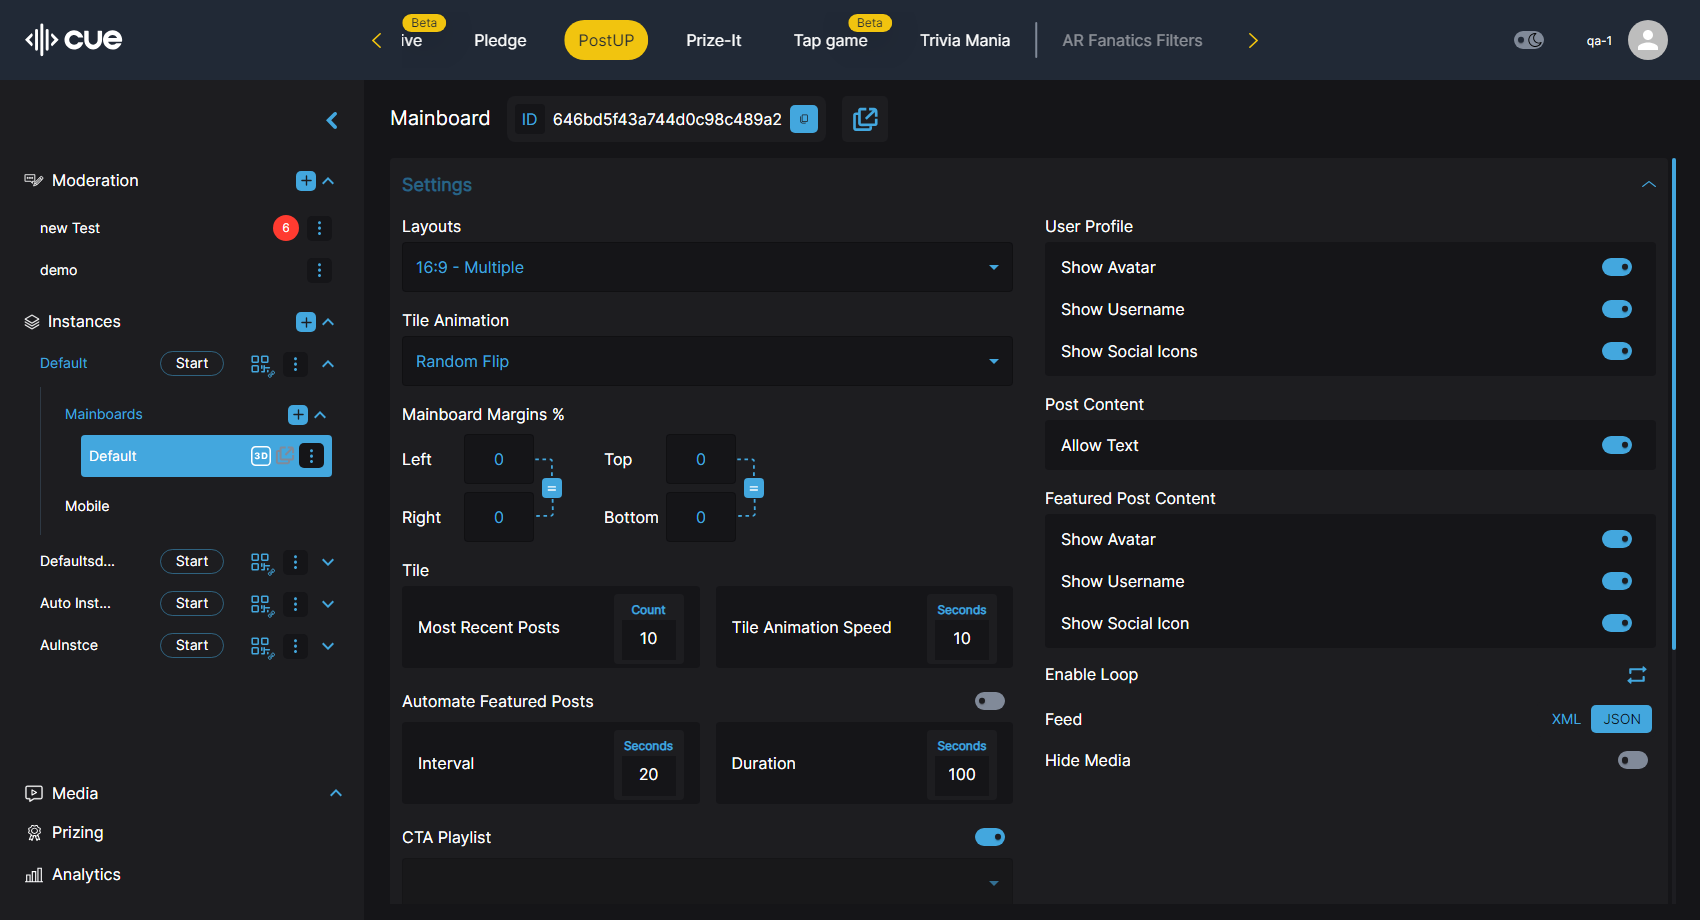 cue
Beta
ive
Pledge
PostUP
Prize-It
Beta
Tap game
Trivia Mania
AR Fanatics Filters
qa-1
Moderation
new Test
6
demo
Instances
Default
Start
Mainboards
Default
3D
Mobile
Defaultsd...
Start
Auto Inst...
Start
AuInstce
Start
Media
Prizing
Analytics
Mainboard
ID
646bd5f43a744d0c98c489a2
Settings
Layouts
16:9 - Multiple
Tile Animation
Random Flip
Mainboard Margins %
Left
0
Top
0
=
=
Right
0
Bottom
0
Tile
Most Recent Posts
Count
10
Tile Animation Speed
Seconds
10
Automate Featured Posts
Interval
Seconds
20
Duration
Seconds
100
CTA Playlist
User Profile
Show Avatar
Show Username
Show Social Icons
Post Content
Allow Text
Featured Post Content
Show Avatar
Show Username
Show Social Icon
Enable Loop
Feed
XML
JSON
Hide Media